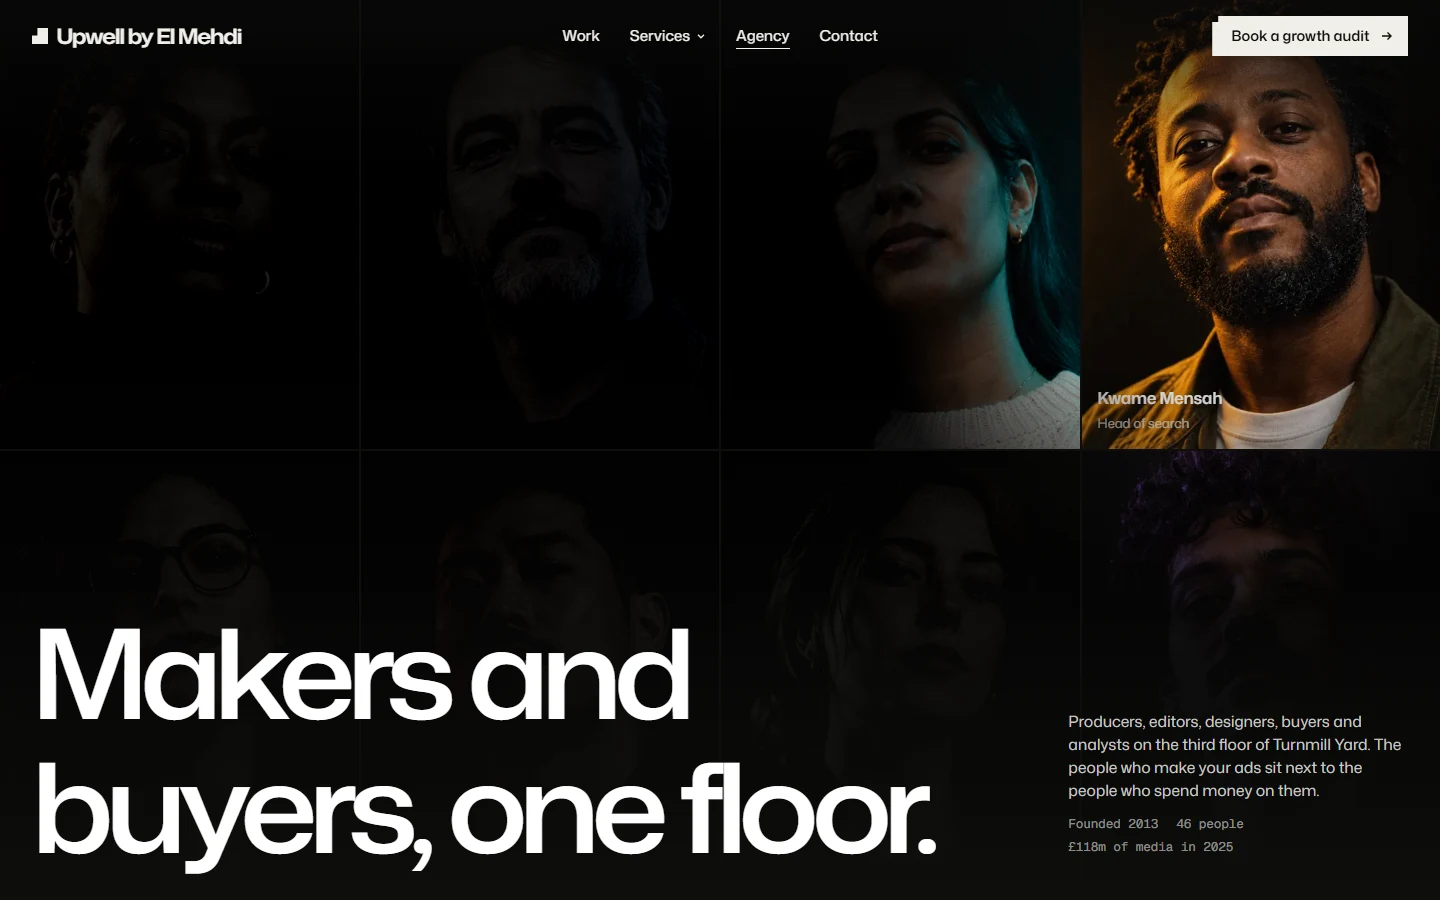 Upwell by El Mehdi
Work
Services
Agency
Contact
Book a growth audit →
Kwame Mensah
Head of search
Makers and
buyers, one floor.
Producers, editors, designers, buyers and
analysts on the third floor of Turnmill Yard. The
people who make your ads sit next to the
people who spend money on them.
Founded 2013 46 people
£118m of media in 2025